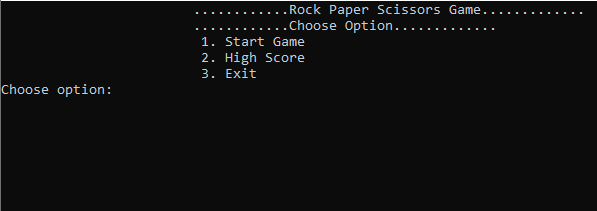 ............Rock Paper Scissors Game.............
............Choose Option.............
1. Start Game
2. High Score
3. Exit
Choose option: